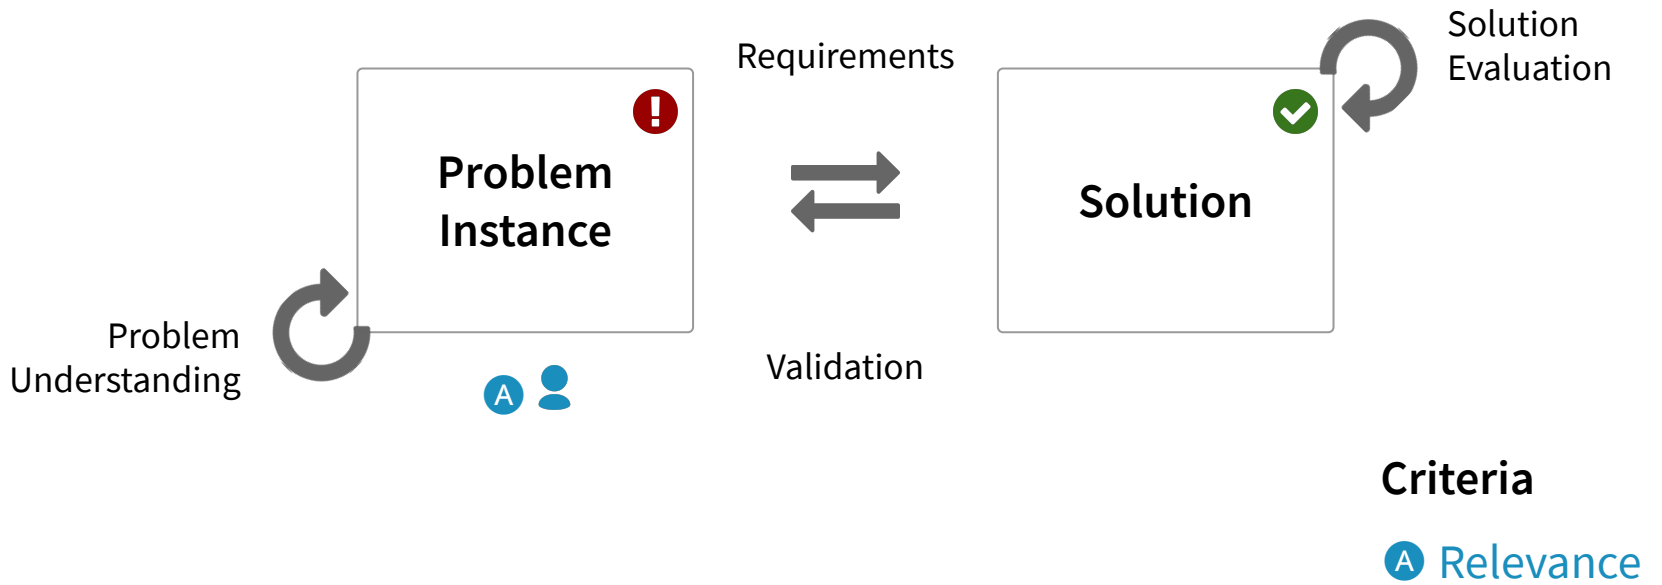 Problem
Instance
Requirements
Solution
Solution
Evaluation
Problem
Understanding
A
Validation
Criteria
A Relevance